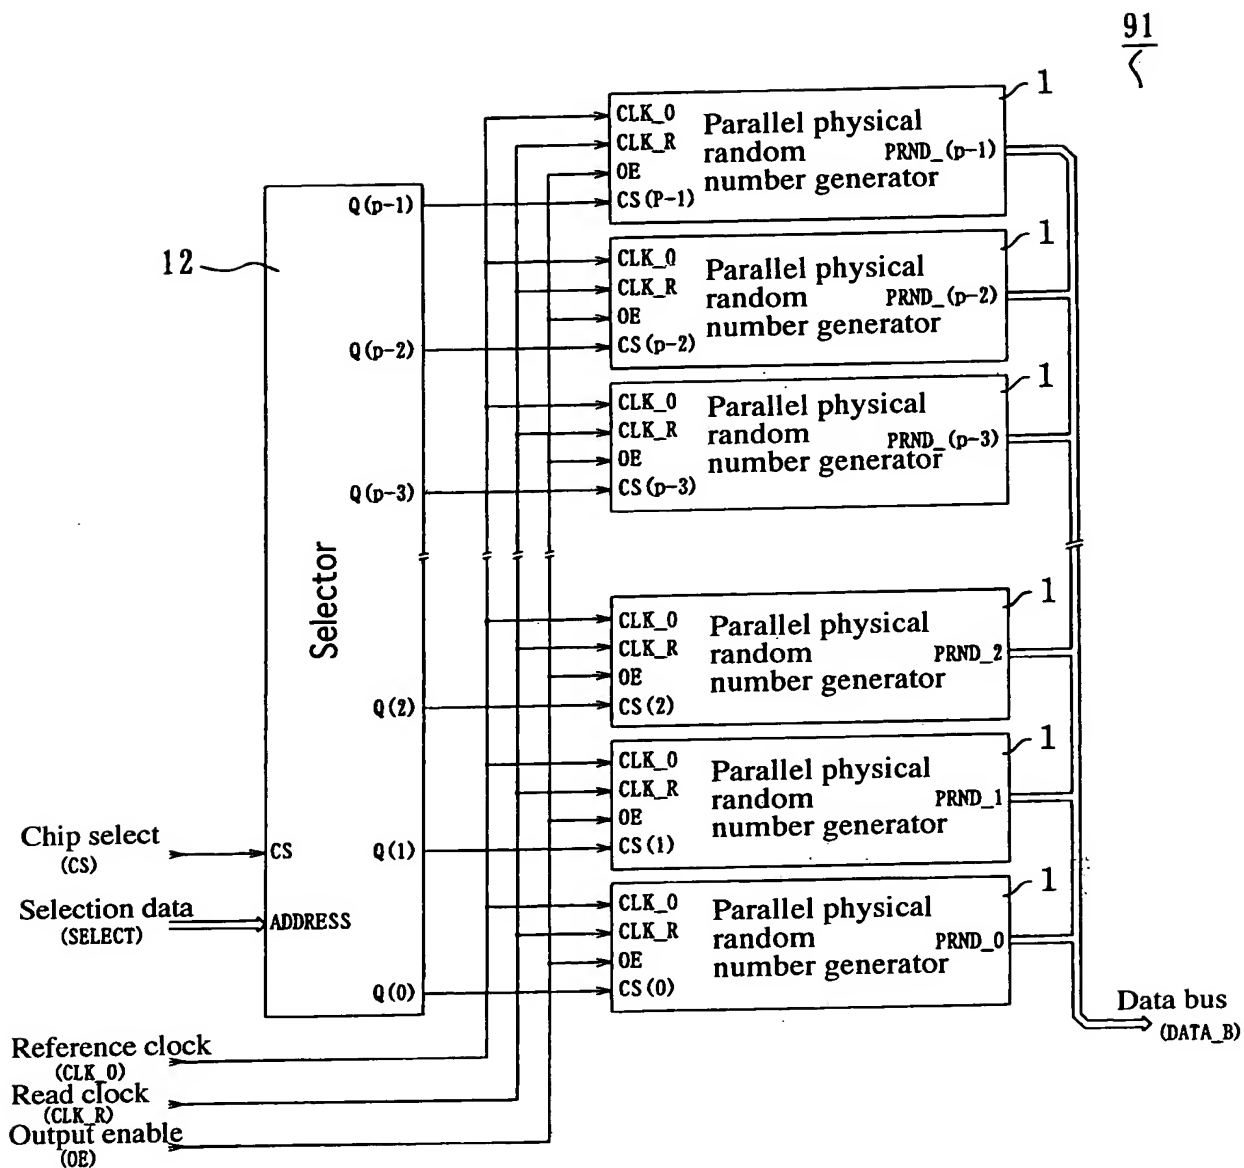 91
1
CLK_0
CLK_R
OE
CS(P-1)
Parallel physical
random
number generator
PRND_(p-1)
Q(p-1)
12
1
CLK_0
CLK_R
OE
CS(p-2)
Parallel physical
random
number generator
PRND_(p-2)
Q(p-2)
1
CLK_0
CLK_R
OE
CS(p-3)
Parallel physical
random
number generator
PRND_(p-3)
Q(p-3)
Selector
1
CLK_0
CLK_R
OE
CS(2)
Parallel physical
random
number generator
PRND_2
Q(2)
1
CLK_0
CLK_R
OE
CS(1)
Parallel physical
random
number generator
PRND_1
Q(1)
Chip select
(CS)
CS
Selection data
(SELECT)
ADDRESS
1
CLK_0
CLK_R
OE
CS(0)
Parallel physical
random
number generator
PRND_0
Q(0)
Data bus
(DATA_B)
Reference clock
(CLK_0)
Read clock
(CLK_R)
Output enable
(OE)